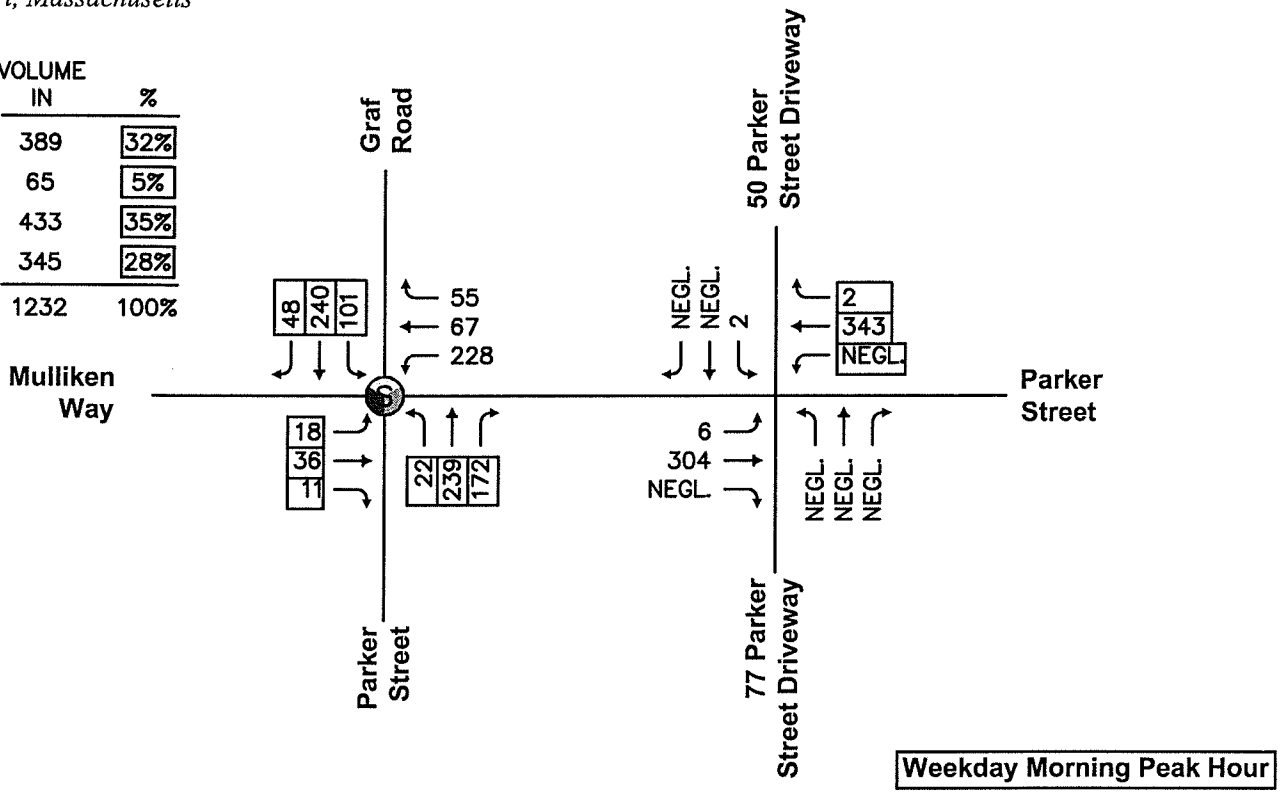 Massachusetts
VOLUME
IN %
389 32%
65 5%
433 35%
345 28%
1232 100%
Graf
Road
50 Parker
Street Driveway
48 240 101
55
67
228
NEGL. NEGL. 2
2
343
NEGL.
Mulliken
Way
S
Parker
Street
18
36
11
22 239 172
6
304
NEGL.
NEGL. NEGL. NEGL.
Parker
Street
77 Parker
Street Driveway
Weekday Morning Peak Hour